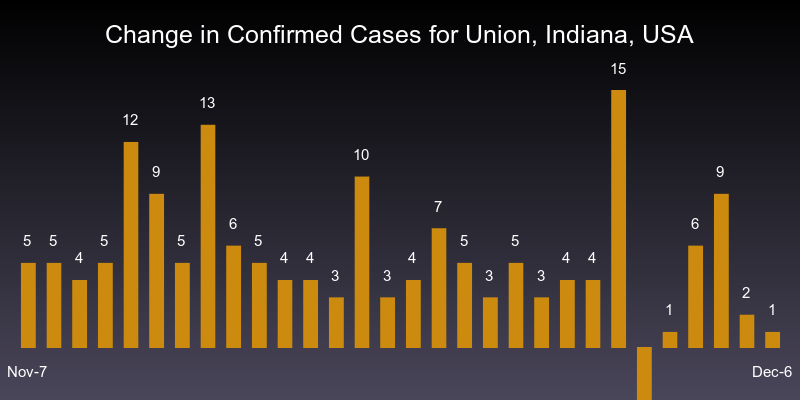 Change in Confirmed Cases for Union, Indiana, USA
5 5 4 5 12 9 5 13 6 5 4 4 3 10 3 4 7 5 3 5 3 4 4 15 1 6 9 2 1
Nov-7 Dec-6